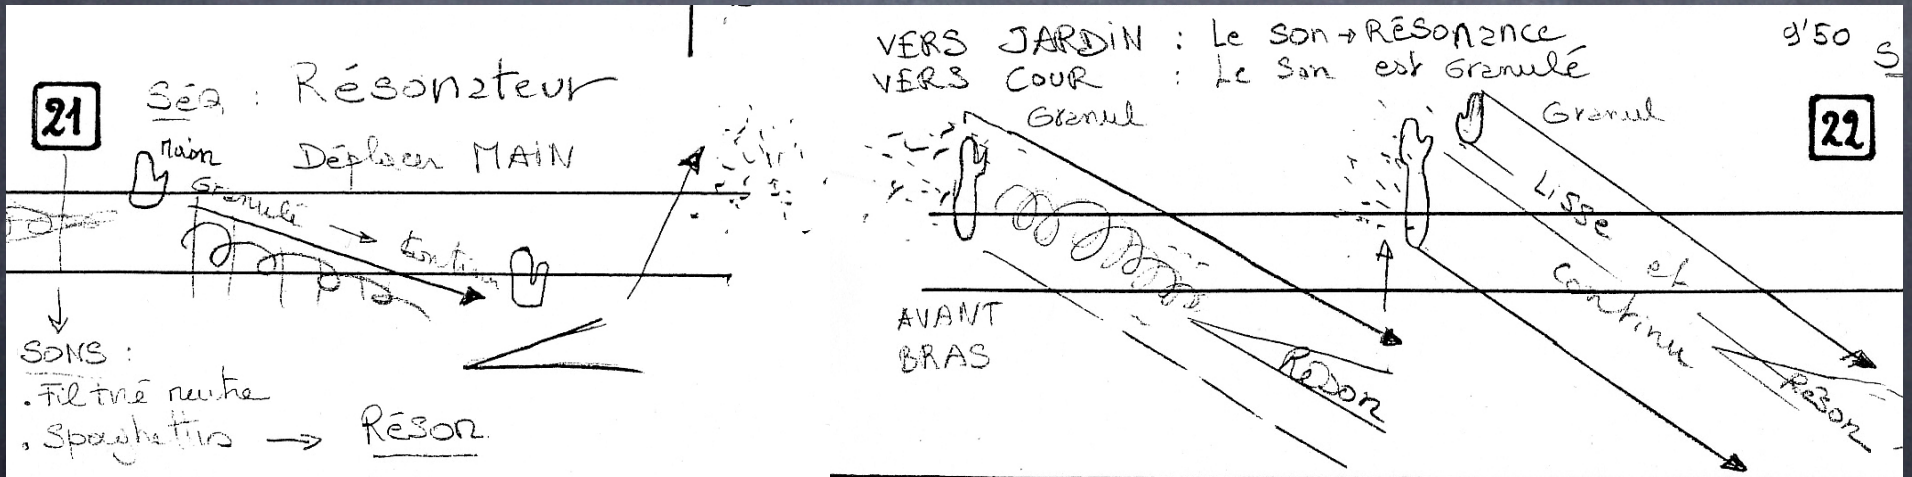 21
Séq : Résonateur
Main
Déplacer MAIN
Granulé → Continu
SONS :
. Filtré neutre
. Spaghettis → Réson
VERS JARDIN : Le son → RÉSonance
VERS COUR : Le Son est Granulé
9'50
S
Granul
Granul
22
Lisse
et
Continu
AVANT
BRAS
RéSon
RéSon